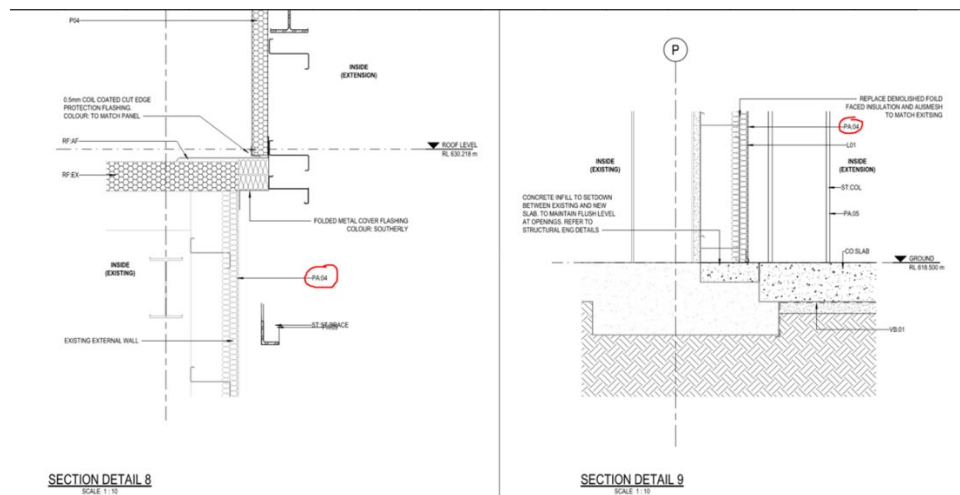 P04
INSIDE
(EXTENSION)
0.5mm COIL COATED CUT EDGE
PROTECTION FLASHING.
COLOUR: TO MATCH PANEL
RF:AF
ROOF LEVEL
RL 630.218 m
RF:EX
FOLDED METAL COVER FLASHING
COLOUR: SOUTHERLY
INSIDE
(EXISTING)
PA:04
EXISTING EXTERNAL WALL
SECTION DETAIL 8
SCALE 1 : 10
P
REPLACE DEMOLISHED FOILD
FACED INSULATION AND AUSMESH
TO MATCH EXITSING
PA:04
L01
INSIDE
(EXISTING)
INSIDE
(EXTENSION)
ST:COL
CONCRETE INFILL TO SETDOWN
BETWEEN EXISTING AND NEW
SLAB. TO MAINTAIN FLUSH LEVEL
AT OPENINGS. REFER TO
STRUCTURAL ENG DETAILS
PA:05
CO:SLAB
GROUND
RL 618.500 m
VB:01
SECTION DETAIL 9
SCALE 1 : 10